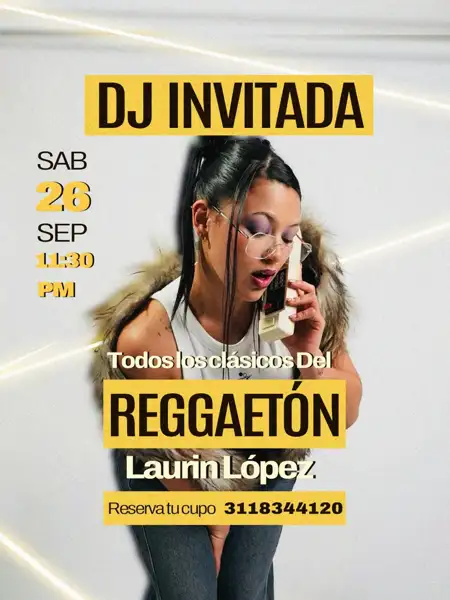 DJ INVITADA
SAB
26
SEP
11:30
PM
Todos los clásicos Del
REGGAETÓN
Laurin López
Reserva tu cupo 3118344120